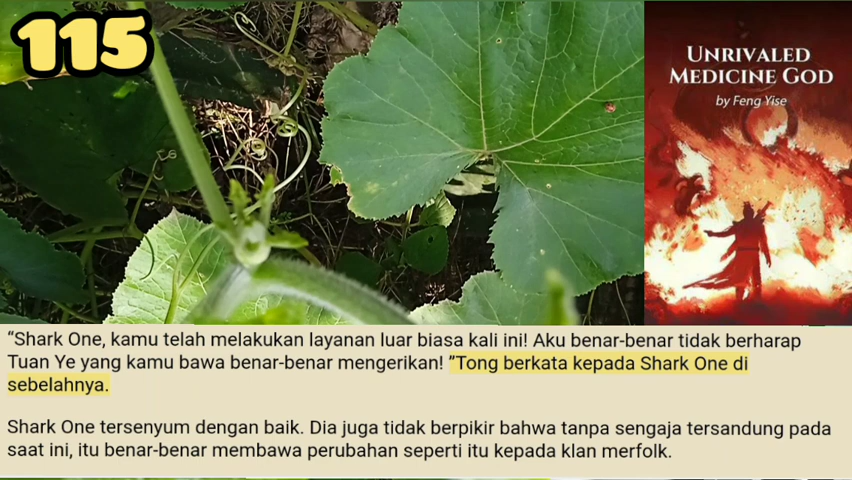 115
UNRIVALED
MEDICINE GOD
by Feng Yise
“Shark One, kamu telah melakukan layanan luar biasa kali ini! Aku benar-benar tidak berharap
Tuan Ye yang kamu bawa benar-benar mengerikan! ”Tong berkata kepada Shark One di
sebelahnya.
Shark One tersenyum dengan baik. Dia juga tidak berpikir bahwa tanpa sengaja tersandung pada
saat ini, itu benar-benar membawa perubahan seperti itu kepada klan merfolk.